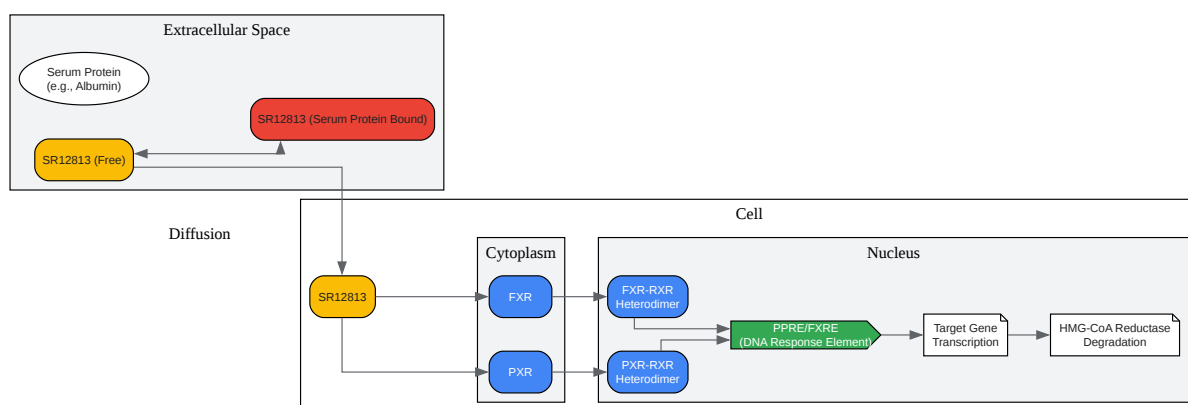 Extracellular Space
Serum Protein
(e.g., Albumin)
SR12813 (Serum Protein Bound)
SR12813 (Free)
Diffusion
Cell
Cytoplasm
Nucleus
SR12813
FXR
FXR-RXR
Heterodimer
PPRE/FXRE
(DNA Response Element)
Target Gene
Transcription
HMG-CoA Reductase
Degradation
PXR
PXR-RXR
Heterodimer